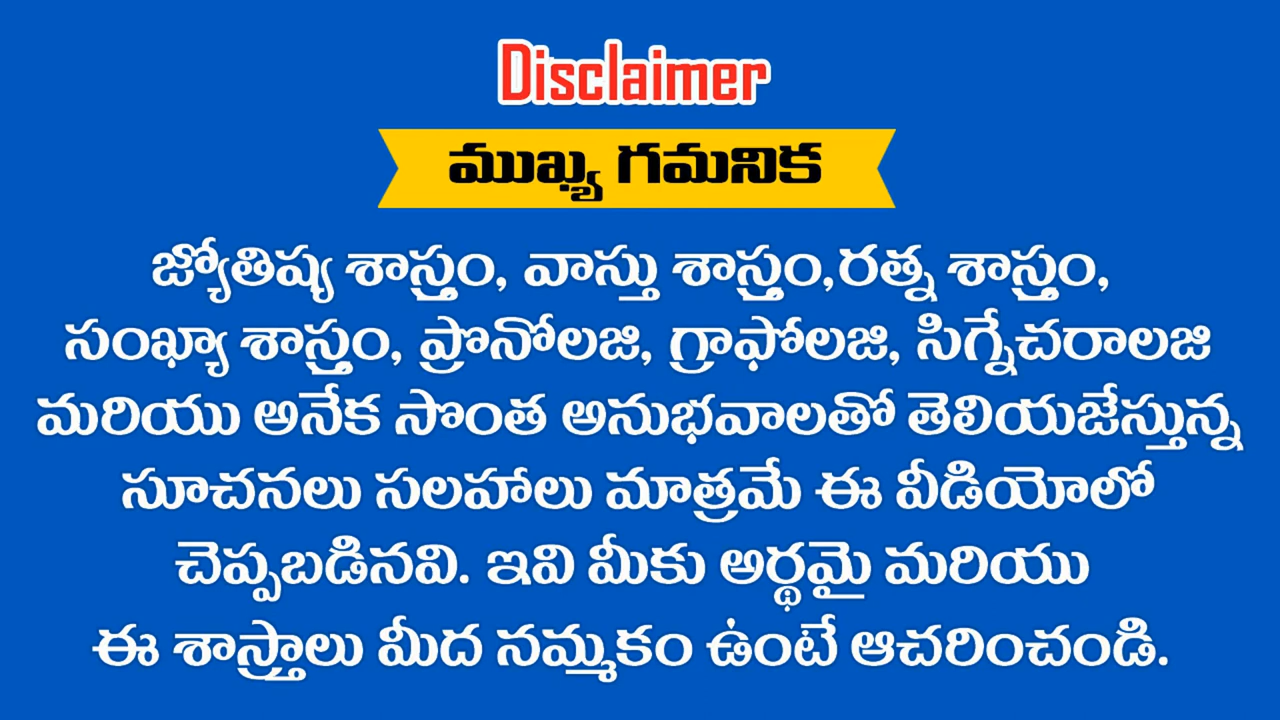 Disclaimer
ముఖ్య గమనిక
జ్యోతిష్య శాస్త్రం, వాస్తు శాస్త్రం,రత్న శాస్త్రం,
సంఖ్యా శాస్త్రం, ప్రొనోలజి, గ్రాఫోలజి, సిగ్నేచరాలజి
మరియు అనేక సొంత అనుభవాలతో తెలియజేస్తున్న
సూచనలు సలహాలు మాత్రమే ఈ వీడియోలో
చెప్పబడినవి. ఇవి మీకు అర్థమై మరియు
ఈ శాస్త్రాలు మీద నమ్మకం ఉంటే ఆచరించండి.